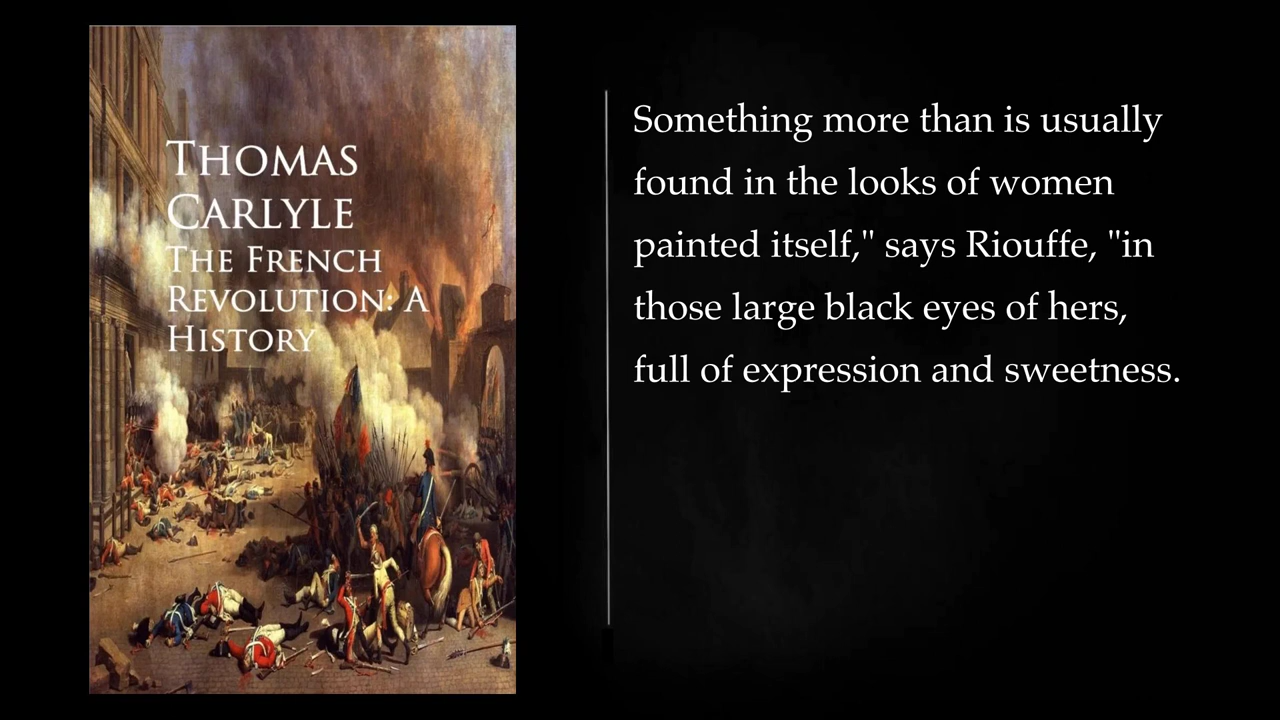 THOMAS
CARLYLE
THE FRENCH
REVOLUTION: A
HISTORY
Something more than is usually
found in the looks of women
painted itself," says Riouffe, "in
those large black eyes of hers,
full of expression and sweetness.